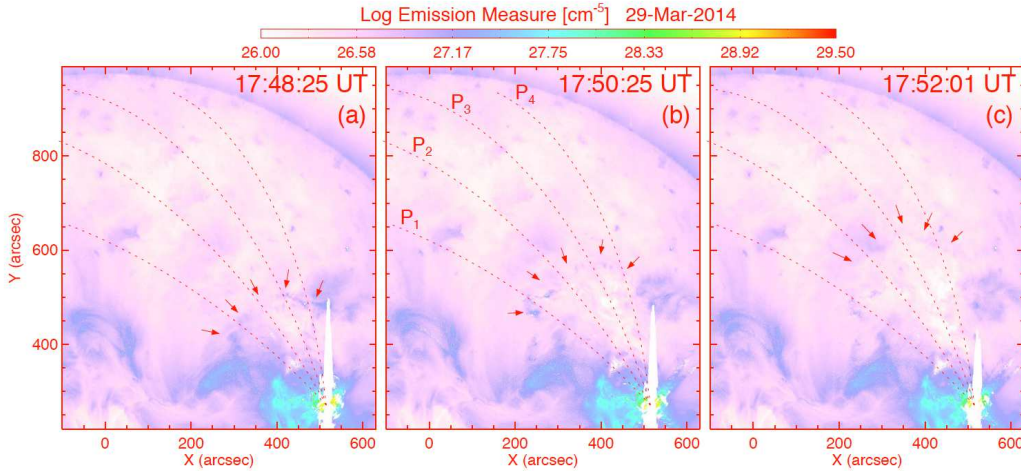 Log Emission Measure [cm⁻⁵] 29-Mar-2014
26.00 26.58 27.17 27.75 28.33 28.92 29.50
17:48:25 UT 17:50:25 UT 17:52:01 UT
(a) (b) (c)
P₁ P₂ P₃ P₄
Y (arcsec)
800
600
400
0 200 400 600 0 200 400 600 0 200 400 600
X (arcsec) X (arcsec) X (arcsec)